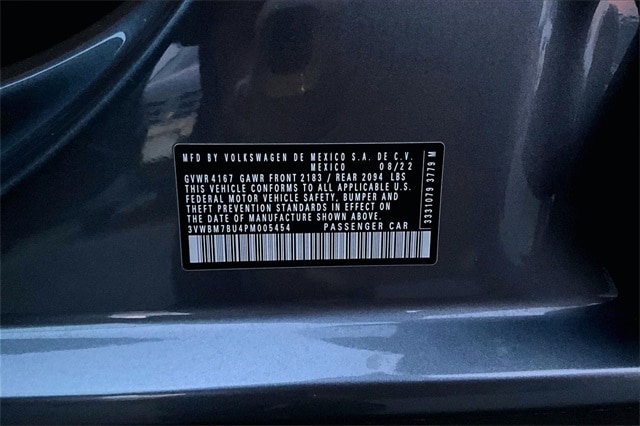 MFD BY VOLKSWAGEN DE MEXICO S.A. DE C.V.
MEXICO 08/22
GVWR 4167 GAWR FRONT 2183 / REAR 2094 LBS
THIS VEHICLE CONFORMS TO ALL APPLICABLE U.S.
FEDERAL MOTOR VEHICLE SAFETY, BUMPER AND
THEFT PREVENTION STANDARDS IN EFFECT ON
THE DATE OF MANUFACTURE SHOWN ABOVE.
3VWBM7BU4PM005454 PASSENGER CAR
3331079 3779 M